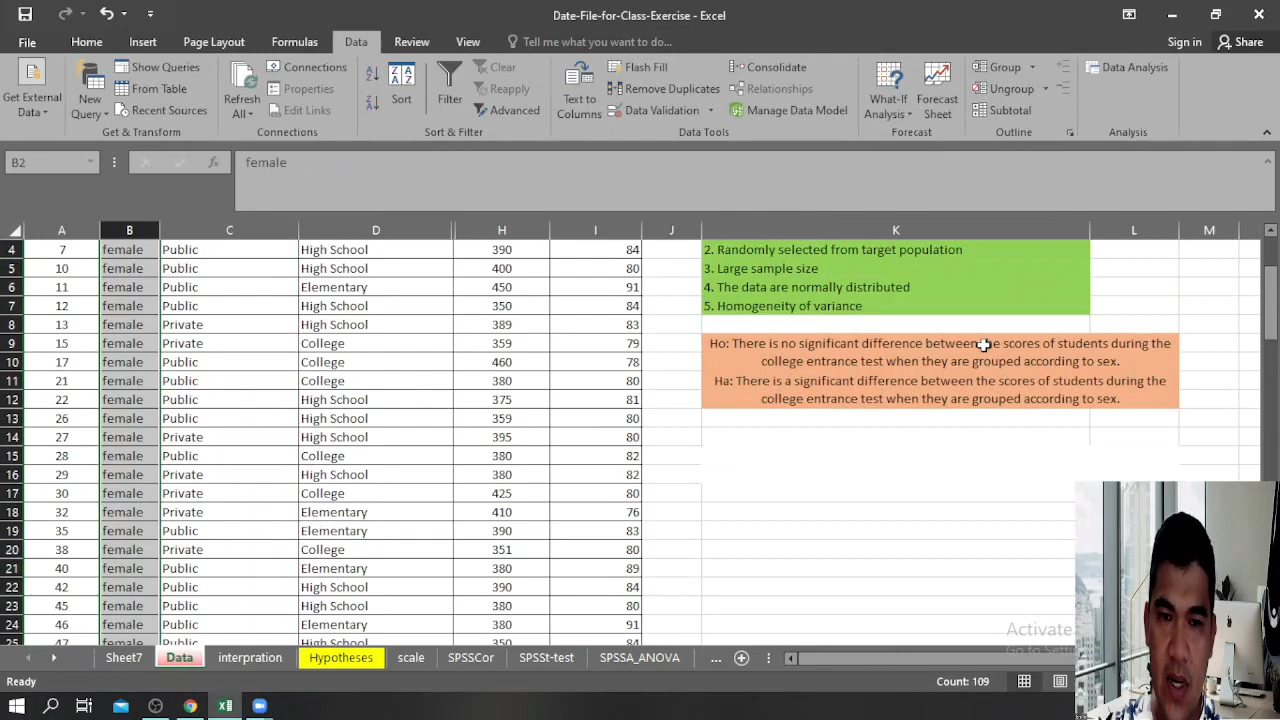 Date-File-for-Class-Exercise - Excel
File Home Insert Page Layout Formulas Data Review View Tell me what you want to do... Sign in Share
Get External Data
New Query
Show Queries
From Table
Recent Sources
Get & Transform
Refresh All
Connections
Properties
Edit Links
Connections
Sort
Filter
Clear
Reapply
Advanced
Sort & Filter
Text to Columns
Flash Fill
Remove Duplicates
Data Validation
Consolidate
Relationships
Manage Data Model
Data Tools
What-If Analysis
Forecast Sheet
Forecast
Group
Ungroup
Subtotal
Outline
Data Analysis
Analysis
B2 fx female
A B C D H I J K L M
4 7 female Public High School 390 84 2. Randomly selected from target population
5 10 female Public High School 400 80 3. Large sample size
6 11 female Public Elementary 450 91 4. The data are normally distributed
7 12 female Public High School 350 84 5. Homogeneity of variance
8 13 female Private High School 389 83
9 15 female Private College 359 79 Ho: There is no significant difference between the scores of students during the
10 17 female Public College 460 78 college entrance test when they are grouped according to sex.
11 21 female Public College 380 80 Ha: There is a significant difference between the scores of students during the
12 22 female Public High School 375 81 college entrance test when they are grouped according to sex.
13 26 female Public High School 359 80
14 27 female Private High School 395 80
15 28 female Public College 380 82
16 29 female Private High School 380 82
17 30 female Private College 425 80
18 32 female Private Elementary 410 76
19 35 female Public Elementary 390 83
20 38 female Private College 351 80
21 40 female Public Elementary 380 89
22 42 female Public High School 390 84
23 45 female Public High School 380 80
24 46 female Public Elementary 380 91
25 47 female Public High School 350 84
Activate
Go to Setti
Sheet7 Data interpration Hypotheses scale SPSSCor SPSSt-test SPSSA_ANOVA ...
Ready Count: 109